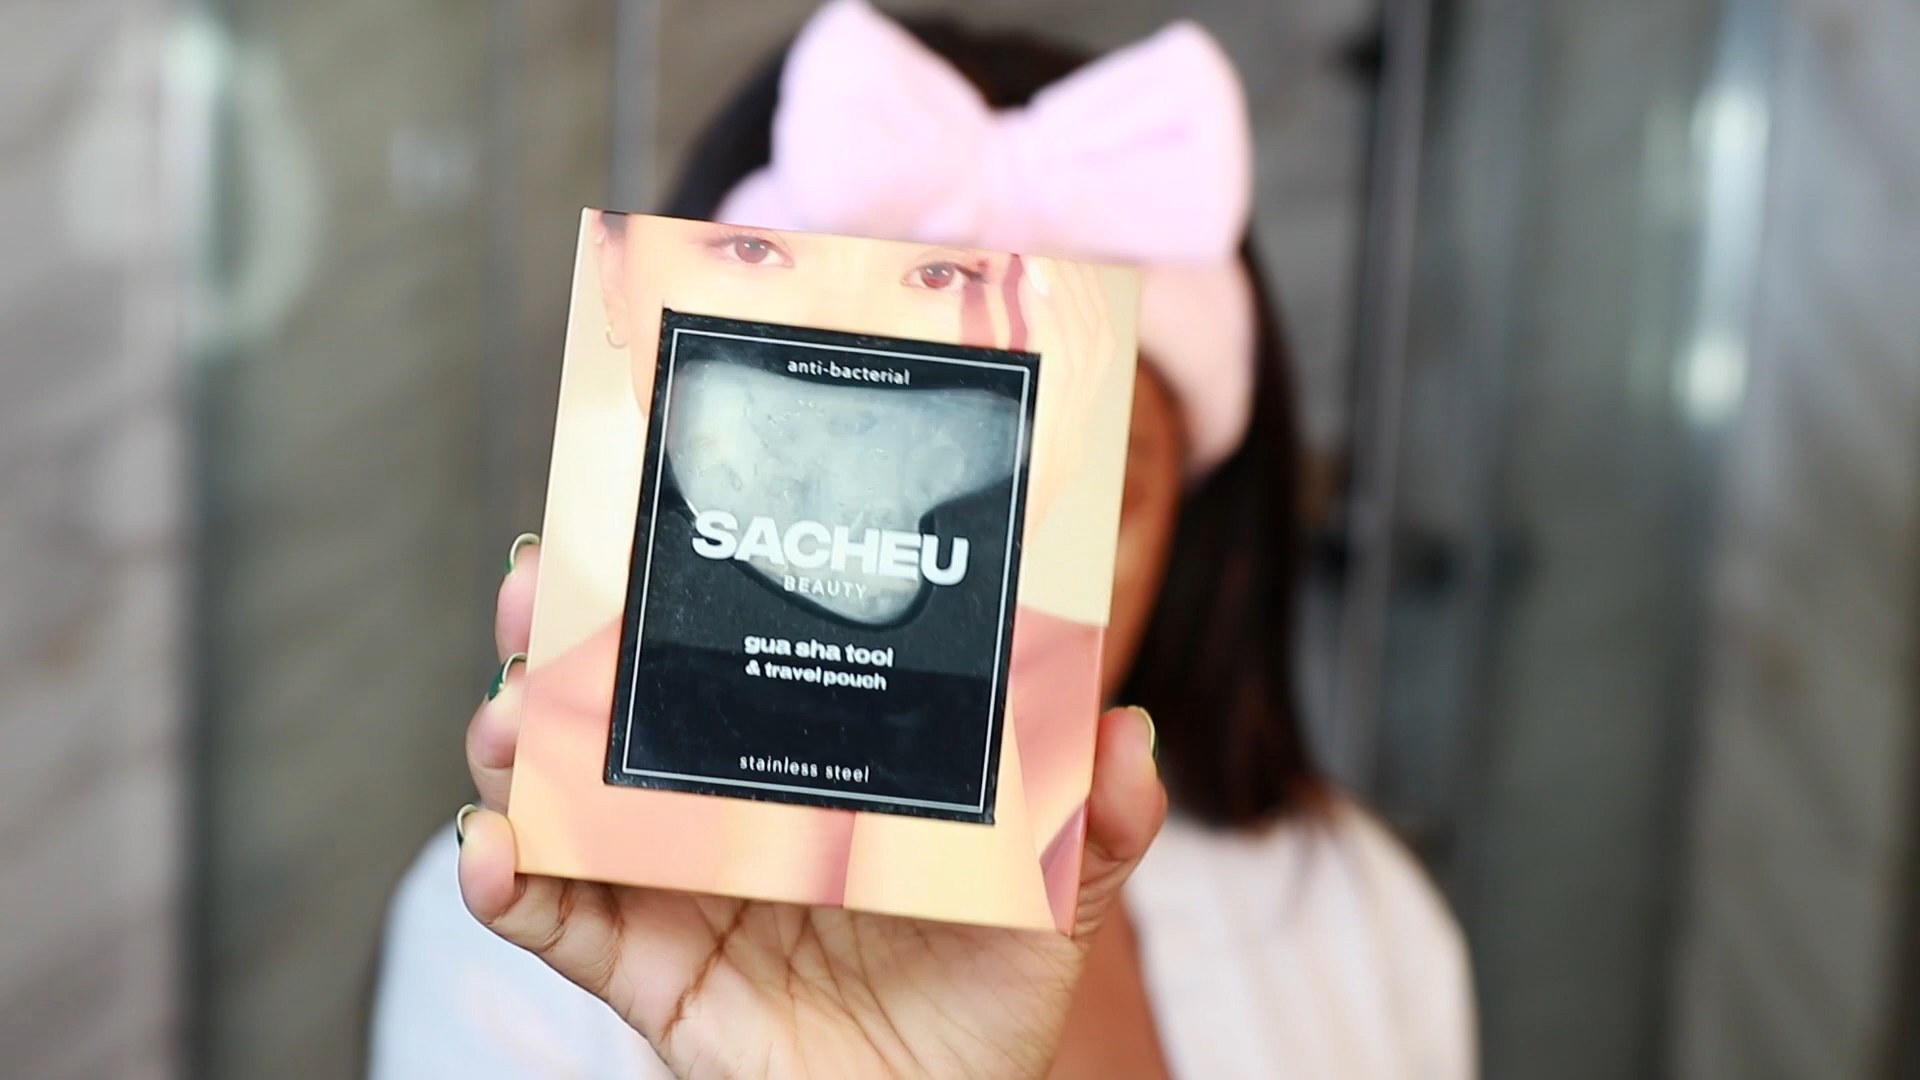 anti-bacterial
SACHEU
BEAUTY
gua sha tool
& travel pouch
stainless steel